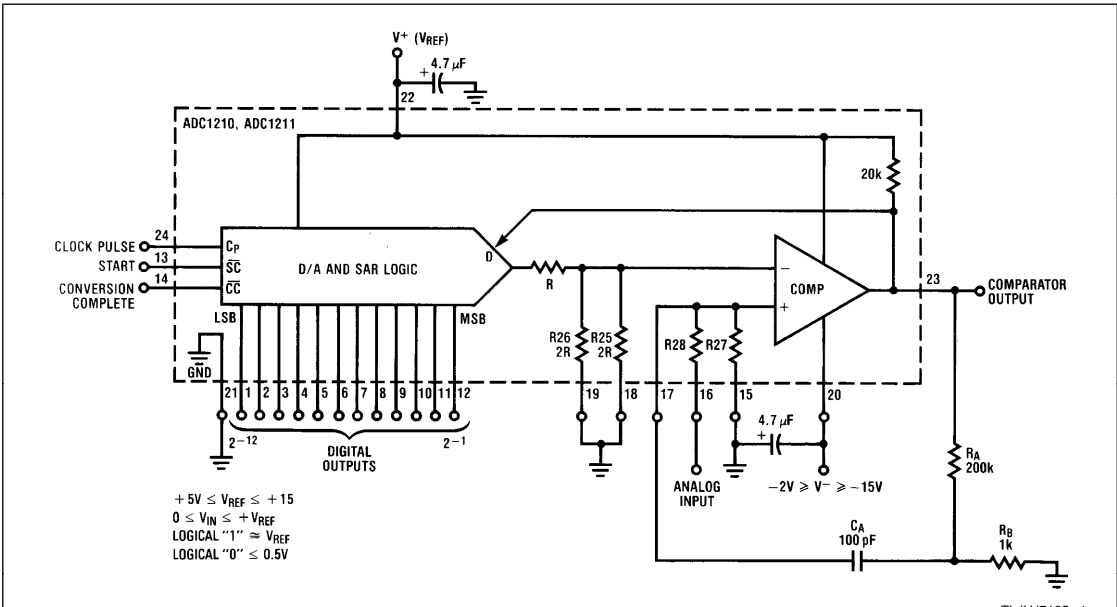 V+ (VREF)
+ 4.7 µF
22
ADC1210, ADC1211
20k
CLOCK PULSE 24 CP
START 13 SC
CONVERSION COMPLETE 14 CC
D/A AND SAR LOGIC
D
R
−
+
COMP
23
COMPARATOR OUTPUT
LSB
MSB
R26 2R
R25 2R
R28
R27
GND
21 1 2 3 4 5 6 7 8 9 10 11 12
19
18
17
16
15
20
2−12
2−1
DIGITAL OUTPUTS
4.7 µF
+
ANALOG INPUT
−2V ≥ V− ≥ −15V
RA 200k
CA 100 pF
RB 1k
+5V ≤ VREF ≤ +15
0 ≤ VIN ≤ +VREF
LOGICAL "1" ≅ VREF
LOGICAL "0" ≤ 0.5V